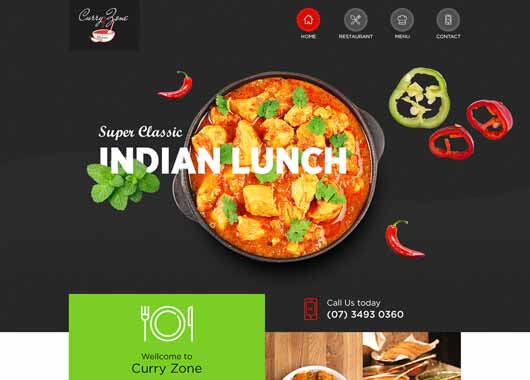 Curry Zone
HOME
RESTAURANT
MENU
CONTACT
Super Classic
INDIAN LUNCH
Call Us today
(07) 3493 0360
Wellcome to
Curry Zone